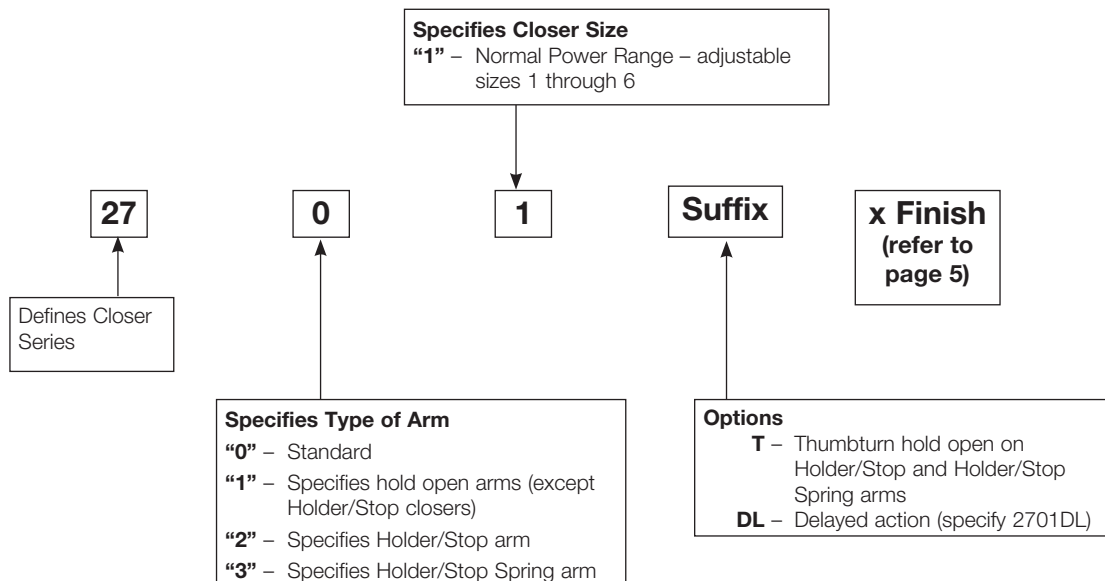 Specifies Closer Size
“1” – Normal Power Range – adjustable
sizes 1 through 6
27
0
1
Suffix
x Finish
(refer to
page 5)
Defines Closer
Series
Specifies Type of Arm
“0” – Standard
“1” – Specifies hold open arms (except
Holder/Stop closers)
“2” – Specifies Holder/Stop arm
“3” – Specifies Holder/Stop Spring arm
Options
T – Thumbturn hold open on
Holder/Stop and Holder/Stop
Spring arms
DL – Delayed action (specify 2701DL)